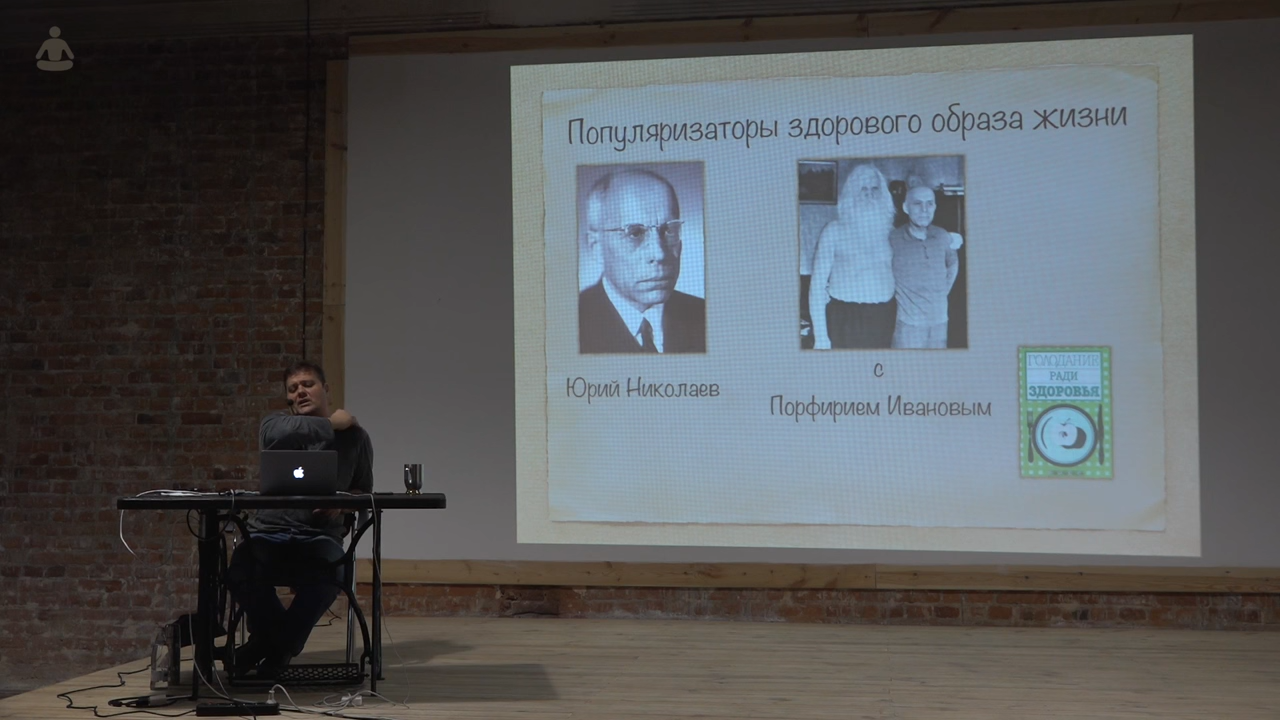 Популяризаторы здорового образа жизни
Юрий Николаев
с
Порфирием Ивановым
ГОЛОДАНИЕ
РАДИ
ЗДОРОВЬЯ